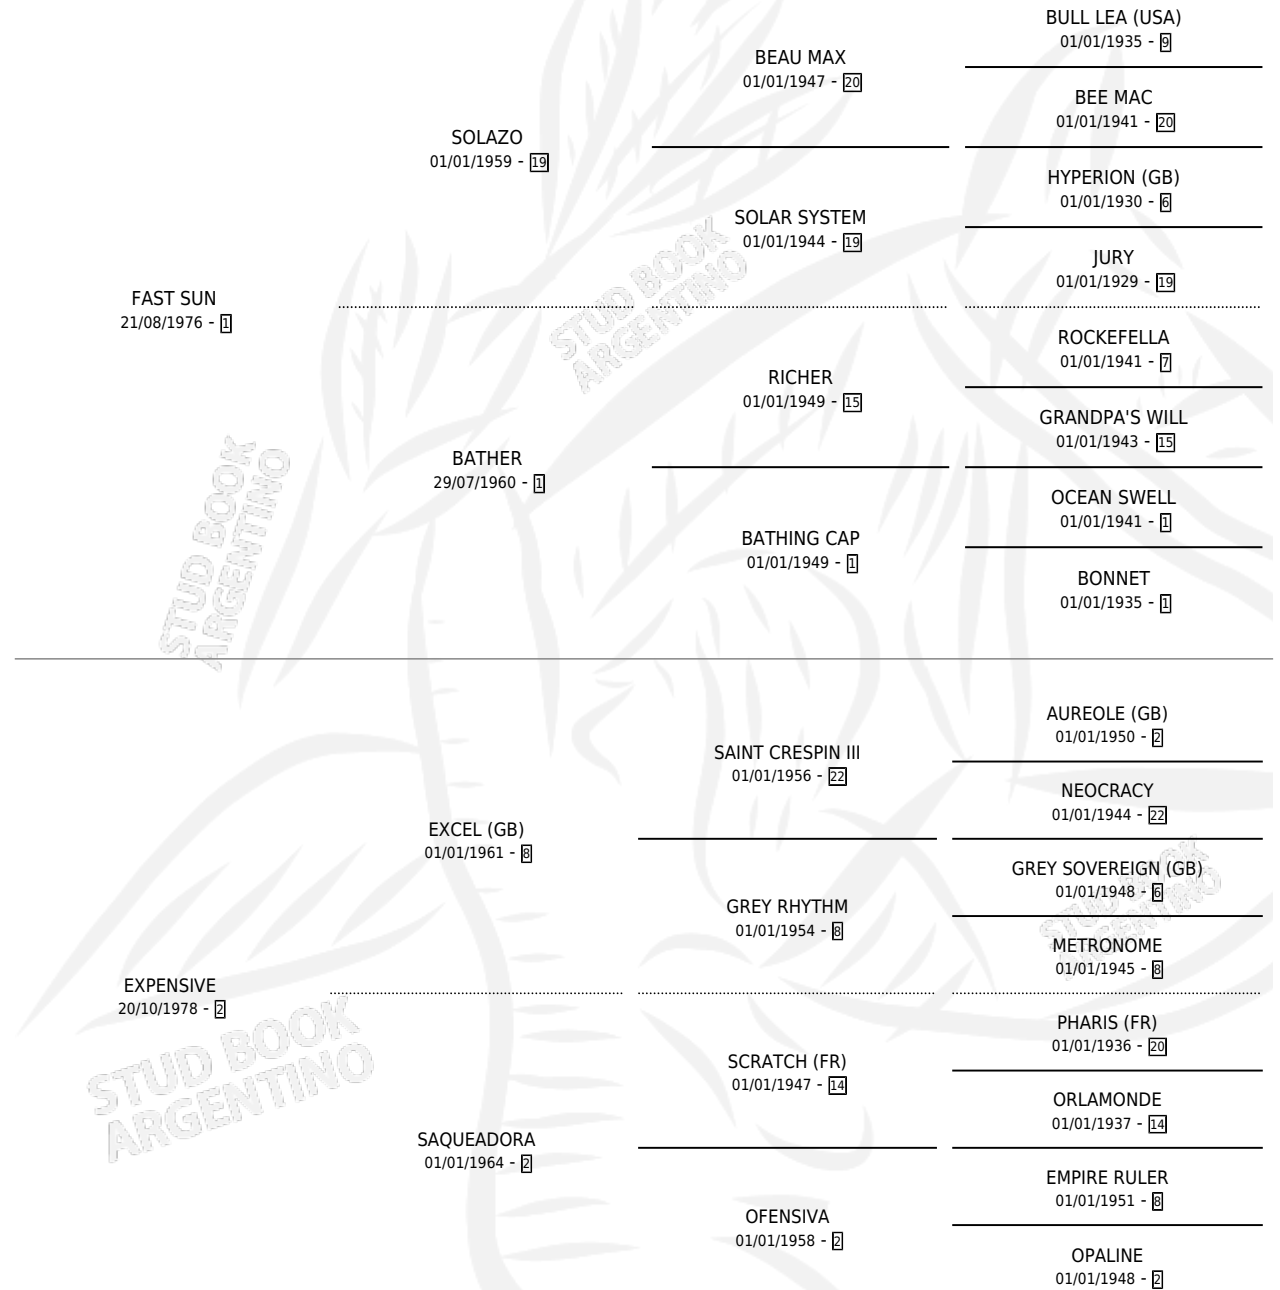 BULL LEA (USA)
01/01/1935 - 9
BEAU MAX
01/01/1947 - 20
BEE MAC
01/01/1941 - 20
SOLAZO
01/01/1959 - 19
HYPERION (GB)
01/01/1930 - 6
SOLAR SYSTEM
01/01/1944 - 19
JURY
01/01/1929 - 19
FAST SUN
21/08/1976 - 1
ROCKEFELLA
01/01/1941 - 7
RICHER
01/01/1949 - 15
GRANDPA'S WILL
01/01/1943 - 15
BATHER
29/07/1960 - 1
OCEAN SWELL
01/01/1941 - 1
BATHING CAP
01/01/1949 - 1
BONNET
01/01/1935 - 1
STUD BOOK
ARGENTINO
STUD BOOK
ARGENTINO
AUREOLE (GB)
01/01/1950 - 2
SAINT CRESPIN III
01/01/1956 - 22
NEOCRACY
01/01/1944 - 22
EXCEL (GB)
01/01/1961 - 8
GREY SOVEREIGN (GB)
01/01/1948 - 6
GREY RHYTHM
01/01/1954 - 8
METRONOME
01/01/1945 - 8
STUD BOOK
ARGENTINO
EXPENSIVE
20/10/1978 - 2
PHARIS (FR)
01/01/1936 - 20
SCRATCH (FR)
01/01/1947 - 14
ORLAMONDE
01/01/1937 - 14
SAQUEADORA
01/01/1964 - 2
EMPIRE RULER
01/01/1951 - 8
OFENSIVA
01/01/1958 - 2
OPALINE
01/01/1948 - 2
STUD BOOK
ARGENTINO